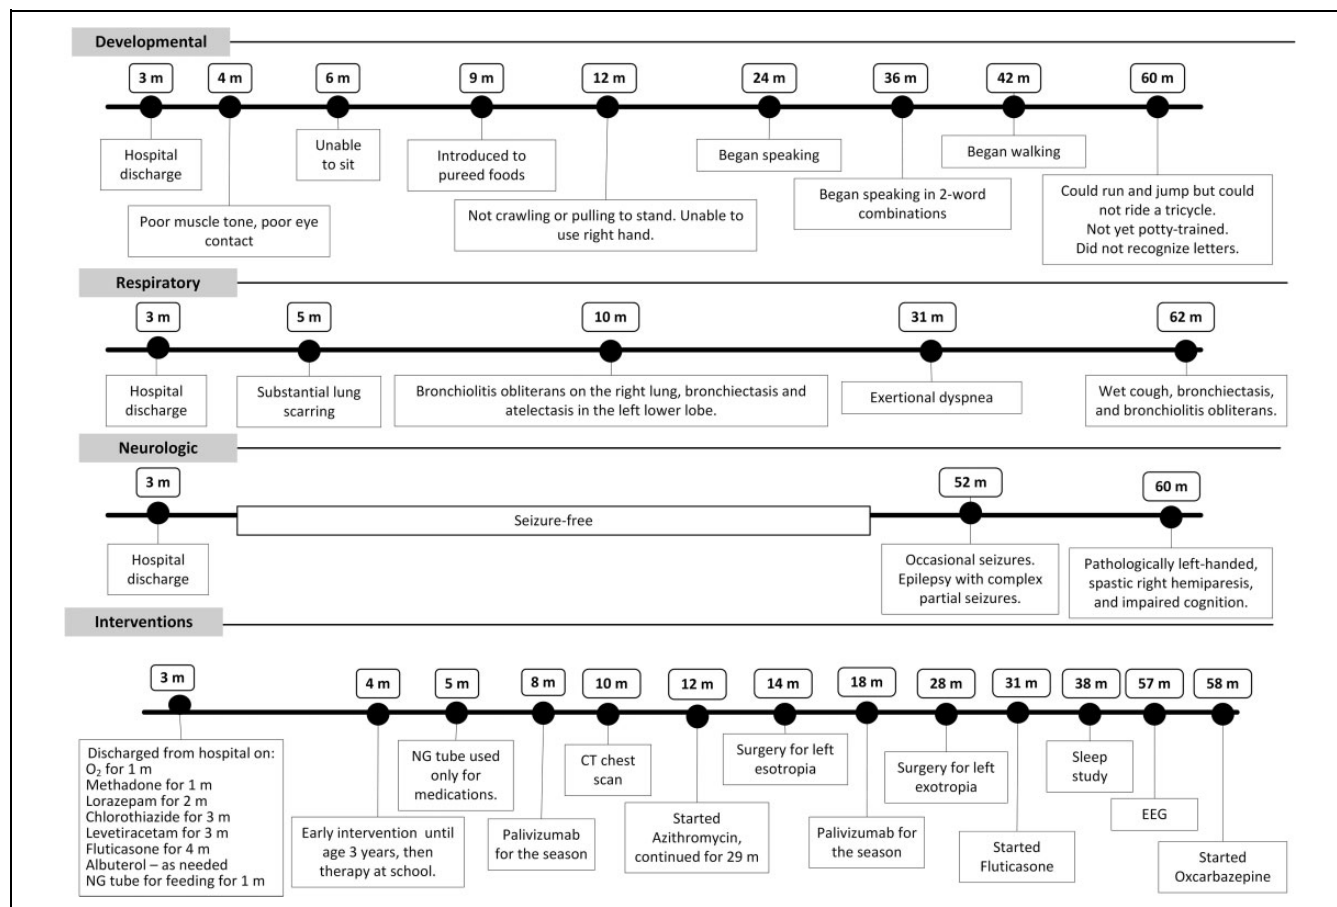 Developmental
3 m
4 m
6 m
9 m
12 m
24 m
36 m
42 m
60 m
Hospital
discharge
Poor muscle tone, poor eye
contact
Unable
to sit
Introduced to
pureed foods
Not crawling or pulling to stand. Unable to
use right hand.
Began speaking
Began speaking in 2-word
combinations
Began walking
Could run and jump but could
not ride a tricycle.
Not yet potty-trained.
Did not recognize letters.
Respiratory
3 m
5 m
10 m
31 m
62 m
Hospital
discharge
Substantial lung
scarring
Bronchiolitis obliterans on the right lung, bronchiectasis and
atelectasis in the left lower lobe.
Exertional dyspnea
Wet cough, bronchiectasis,
and bronchiolitis obliterans.
Neurologic
3 m
52 m
60 m
Seizure-free
Hospital
discharge
Occasional seizures.
Epilepsy with complex
partial seizures.
Pathologically left-handed,
spastic right hemiparesis,
and impaired cognition.
Interventions
3 m
4 m
5 m
8 m
10 m
12 m
14 m
18 m
28 m
31 m
38 m
57 m
58 m
Discharged from hospital on:
O₂ for 1 m
Methadone for 1 m
Lorazepam for 2 m
Chlorothiazide for 3 m
Levetiracetam for 3 m
Fluticasone for 4 m
Albuterol – as needed
NG tube for feeding for 1 m
Early intervention until
age 3 years, then
therapy at school.
NG tube used
only for
medications.
Palivizumab
for the season
CT chest
scan
Started
Azithromycin,
continued for 29 m
Surgery for left
esotropia
Palivizumab for
the season
Surgery for left
exotropia
Started
Fluticasone
Sleep
study
EEG
Started
Oxcarbazepine